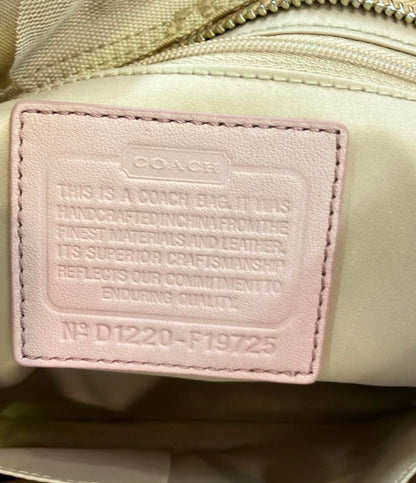 COACH
THIS IS A COACH BAG. IT WAS
HANDCRAFTED IN CHINA FROM THE
FINEST MATERIALS AND LEATHER.
ITS SUPERIOR CRAFTSMANSHIP
REFLECTS OUR COMMITMENT TO
ENDURING QUALITY.
Nº D1220-F19725